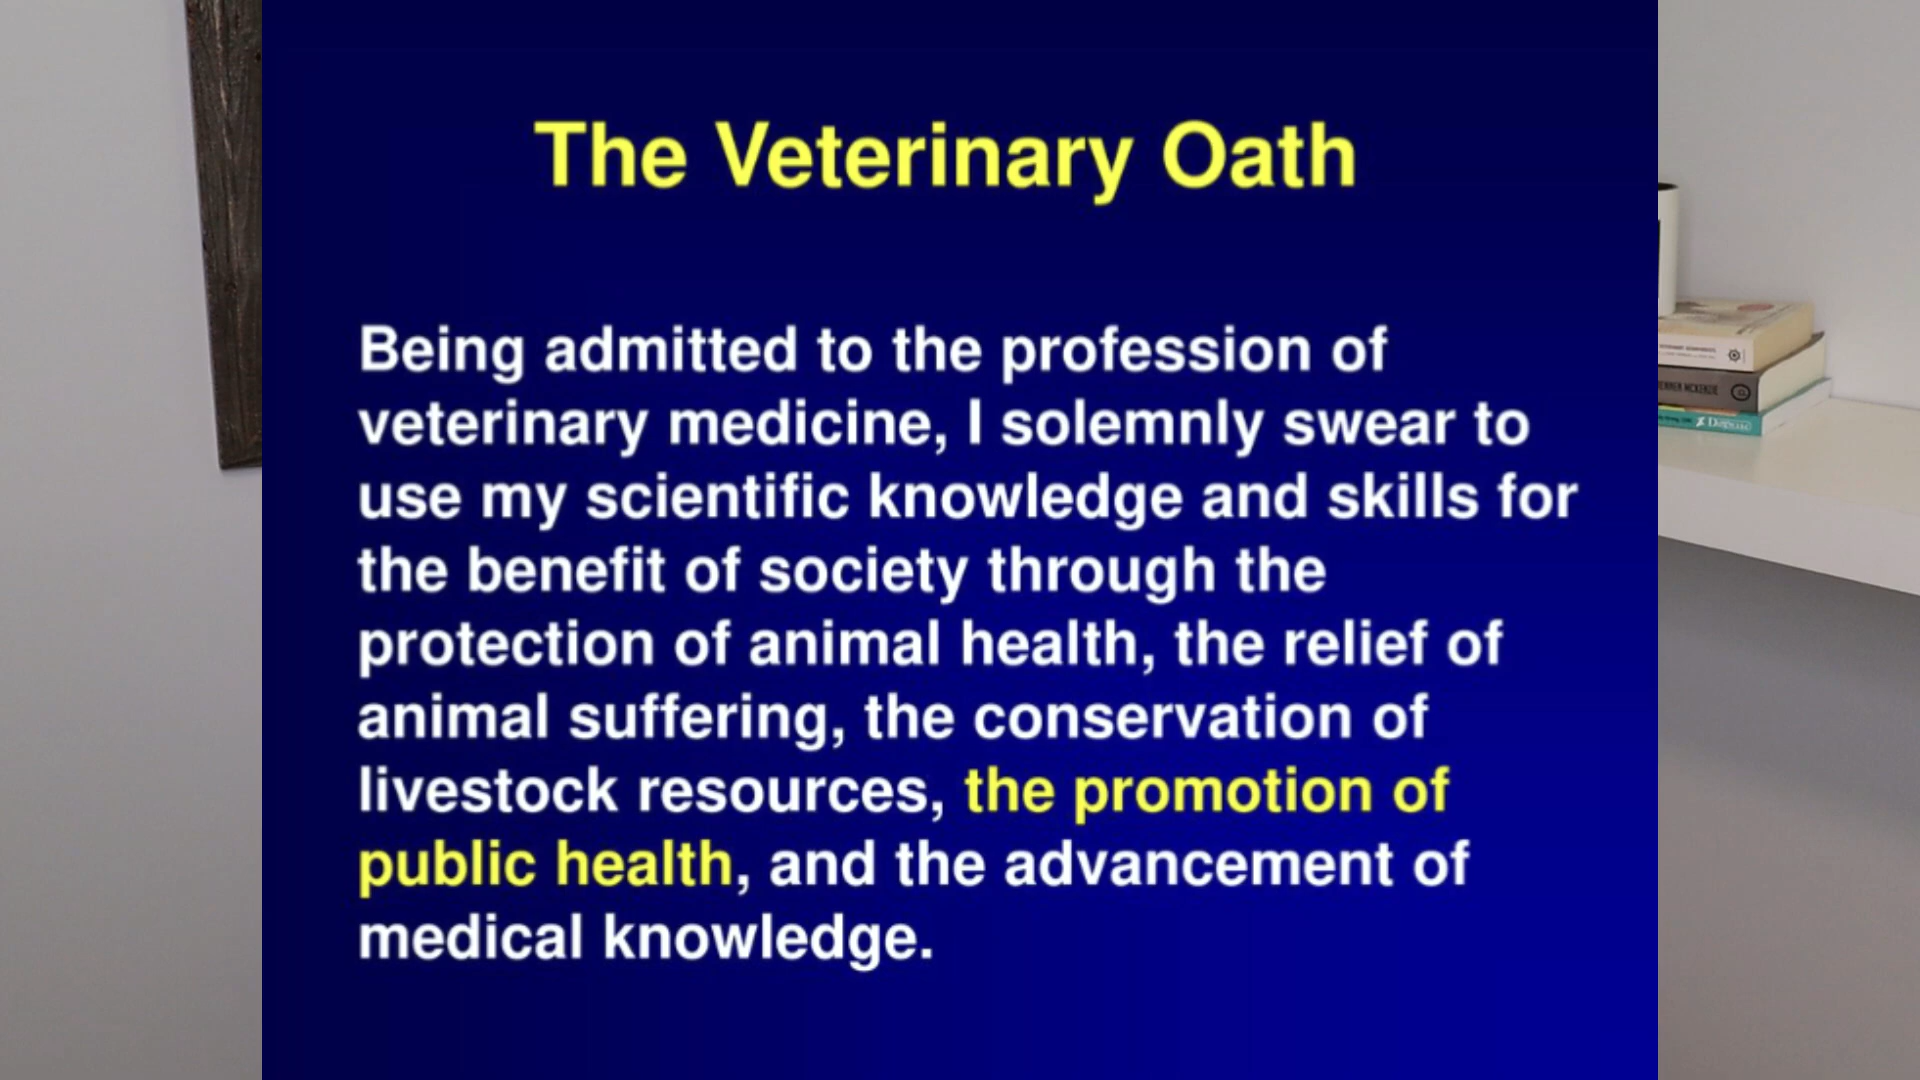 The Veterinary Oath
Being admitted to the profession of
veterinary medicine, I solemnly swear to
use my scientific knowledge and skills for
the benefit of society through the
protection of animal health, the relief of
animal suffering, the conservation of
livestock resources, the promotion of
public health, and the advancement of
medical knowledge.